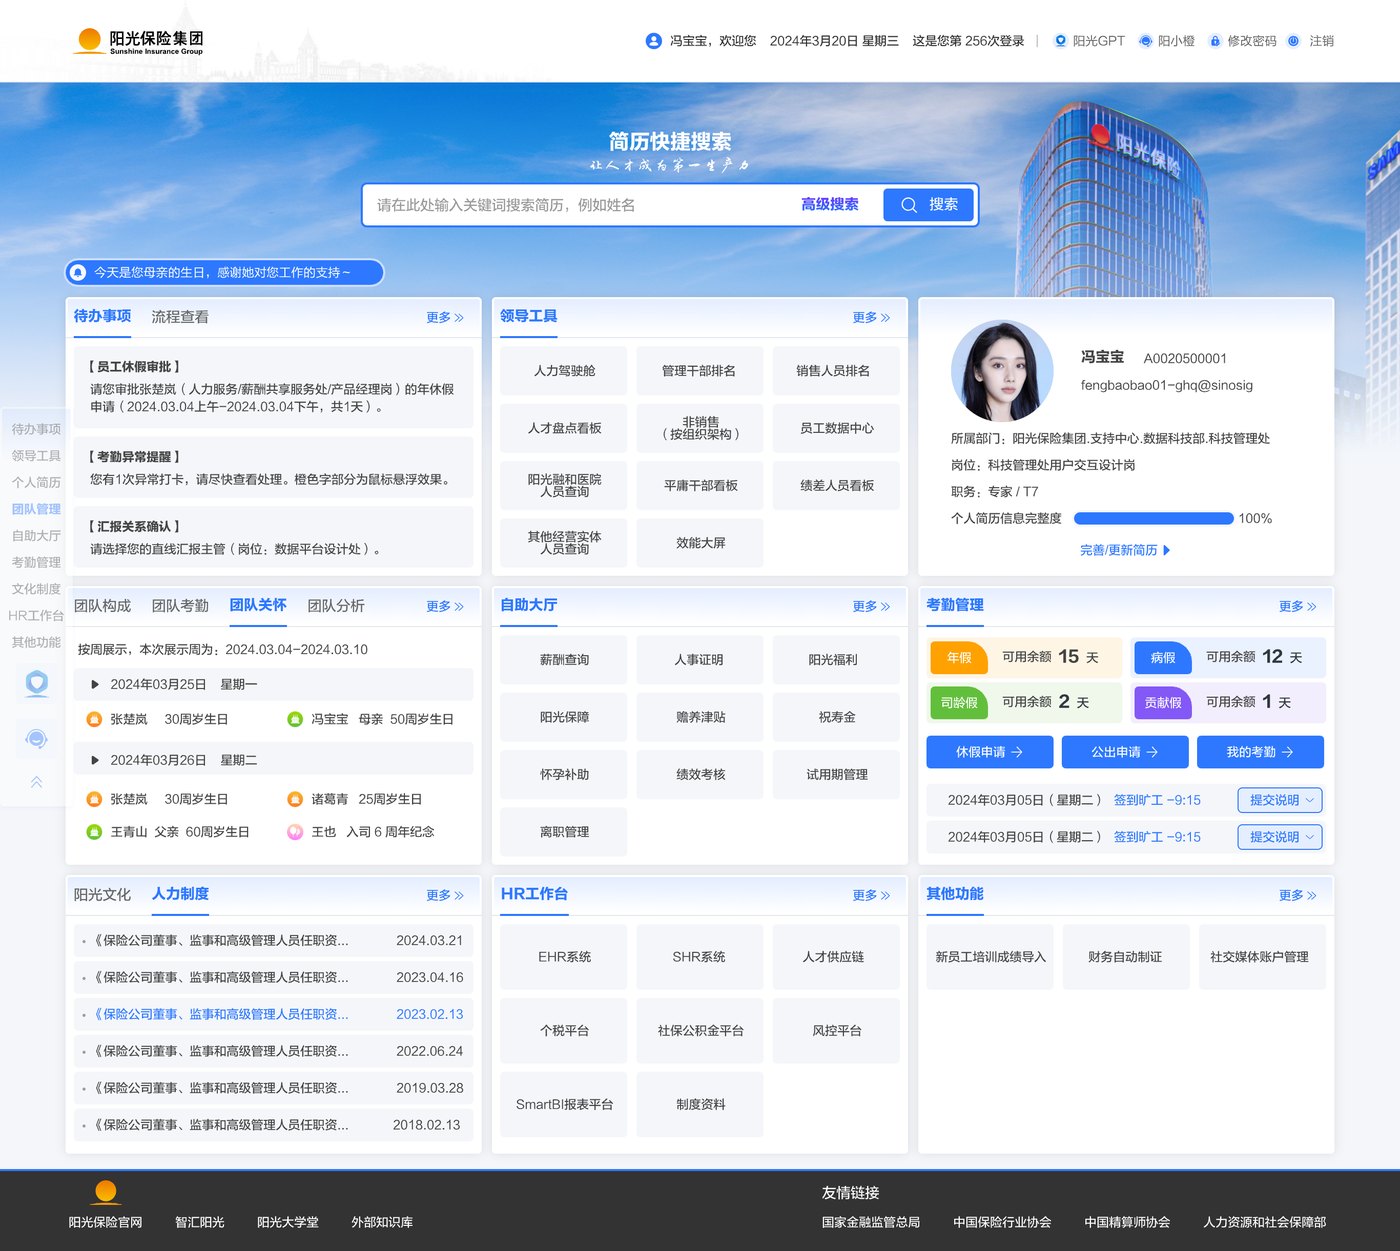 阳光保险集团
Sunshine Insurance Group
冯宝宝，欢迎您 2024年3月20日 星期三 这是您第 256次登录 | 阳光GPT 阳小橙 修改密码 注销
简历快捷搜索
让人才成为第一生产力
阳光保险
请在此处输入关键词搜索简历，例如姓名 高级搜索 搜索
今天是您母亲的生日，感谢她对您工作的支持～
待办事项
领导工具
个人简历
团队管理
自助大厅
考勤管理
文化制度
HR工作台
其他功能
待办事项 流程查看 更多
【 员工休假审批 】
请您审批张楚岚（人力服务/薪酬共享服务处/产品经理岗）的年休假
申请（2024.03.04上午-2024.03.04下午，共1天）。
【 考勤异常提醒 】
您有1次异常打卡，请尽快查看处理。橙色字部分为鼠标悬浮效果。
【 汇报关系确认 】
请选择您的直线汇报主管（岗位：数据平台设计处）。
领导工具 更多
人力驾驶舱 管理干部排名 销售人员排名
人才盘点看板 非销售
（按组织架构） 员工数据中心
阳光融和医院
人员查询 平庸干部看板 绩差人员看板
其他经营实体
人员查询 效能大屏
冯宝宝 A0020500001
fengbaobao01-ghq@sinosig
所属部门：阳光保险集团.支持中心.数据科技部.科技管理处
岗位：科技管理处用户交互设计岗
职务：专家 / T7
个人简历信息完整度 100%
完善/更新简历
团队构成 团队考勤 团队关怀 团队分析 更多
按周展示，本次展示周为：2024.03.04-2024.03.10
2024年03月25日 星期一
张楚岚 30周岁生日 冯宝宝 母亲 50周岁生日
2024年03月26日 星期二
张楚岚 30周岁生日 诸葛青 25周岁生日
王青山 父亲 60周岁生日 王也 入司 6 周年纪念
自助大厅 更多
薪酬查询 人事证明 阳光福利
阳光保障 赡养津贴 祝寿金
怀孕补助 绩效考核 试用期管理
离职管理
考勤管理 更多
年假 可用余额 15 天 病假 可用余额 12 天
司龄假 可用余额 2 天 贡献假 可用余额 1 天
休假申请 公出申请 我的考勤
2024年03月05日（星期二） 签到旷工 -9:15 提交说明
2024年03月05日（星期二） 签到旷工 -9:15 提交说明
阳光文化 人力制度 更多
《保险公司董事、监事和高级管理人员任职资... 2024.03.21
《保险公司董事、监事和高级管理人员任职资... 2023.04.16
《保险公司董事、监事和高级管理人员任职资... 2023.02.13
《保险公司董事、监事和高级管理人员任职资... 2022.06.24
《保险公司董事、监事和高级管理人员任职资... 2019.03.28
《保险公司董事、监事和高级管理人员任职资... 2018.02.13
HR工作台 更多
EHR系统 SHR系统 人才供应链
个税平台 社保公积金平台 风控平台
SmartBI报表平台 制度资料
其他功能 更多
新员工培训成绩导入 财务自动制证 社交媒体账户管理
阳光保险官网 智汇阳光 阳光大学堂 外部知识库
友情链接
国家金融监管总局 中国保险行业协会 中国精算师协会 人力资源和社会保障部